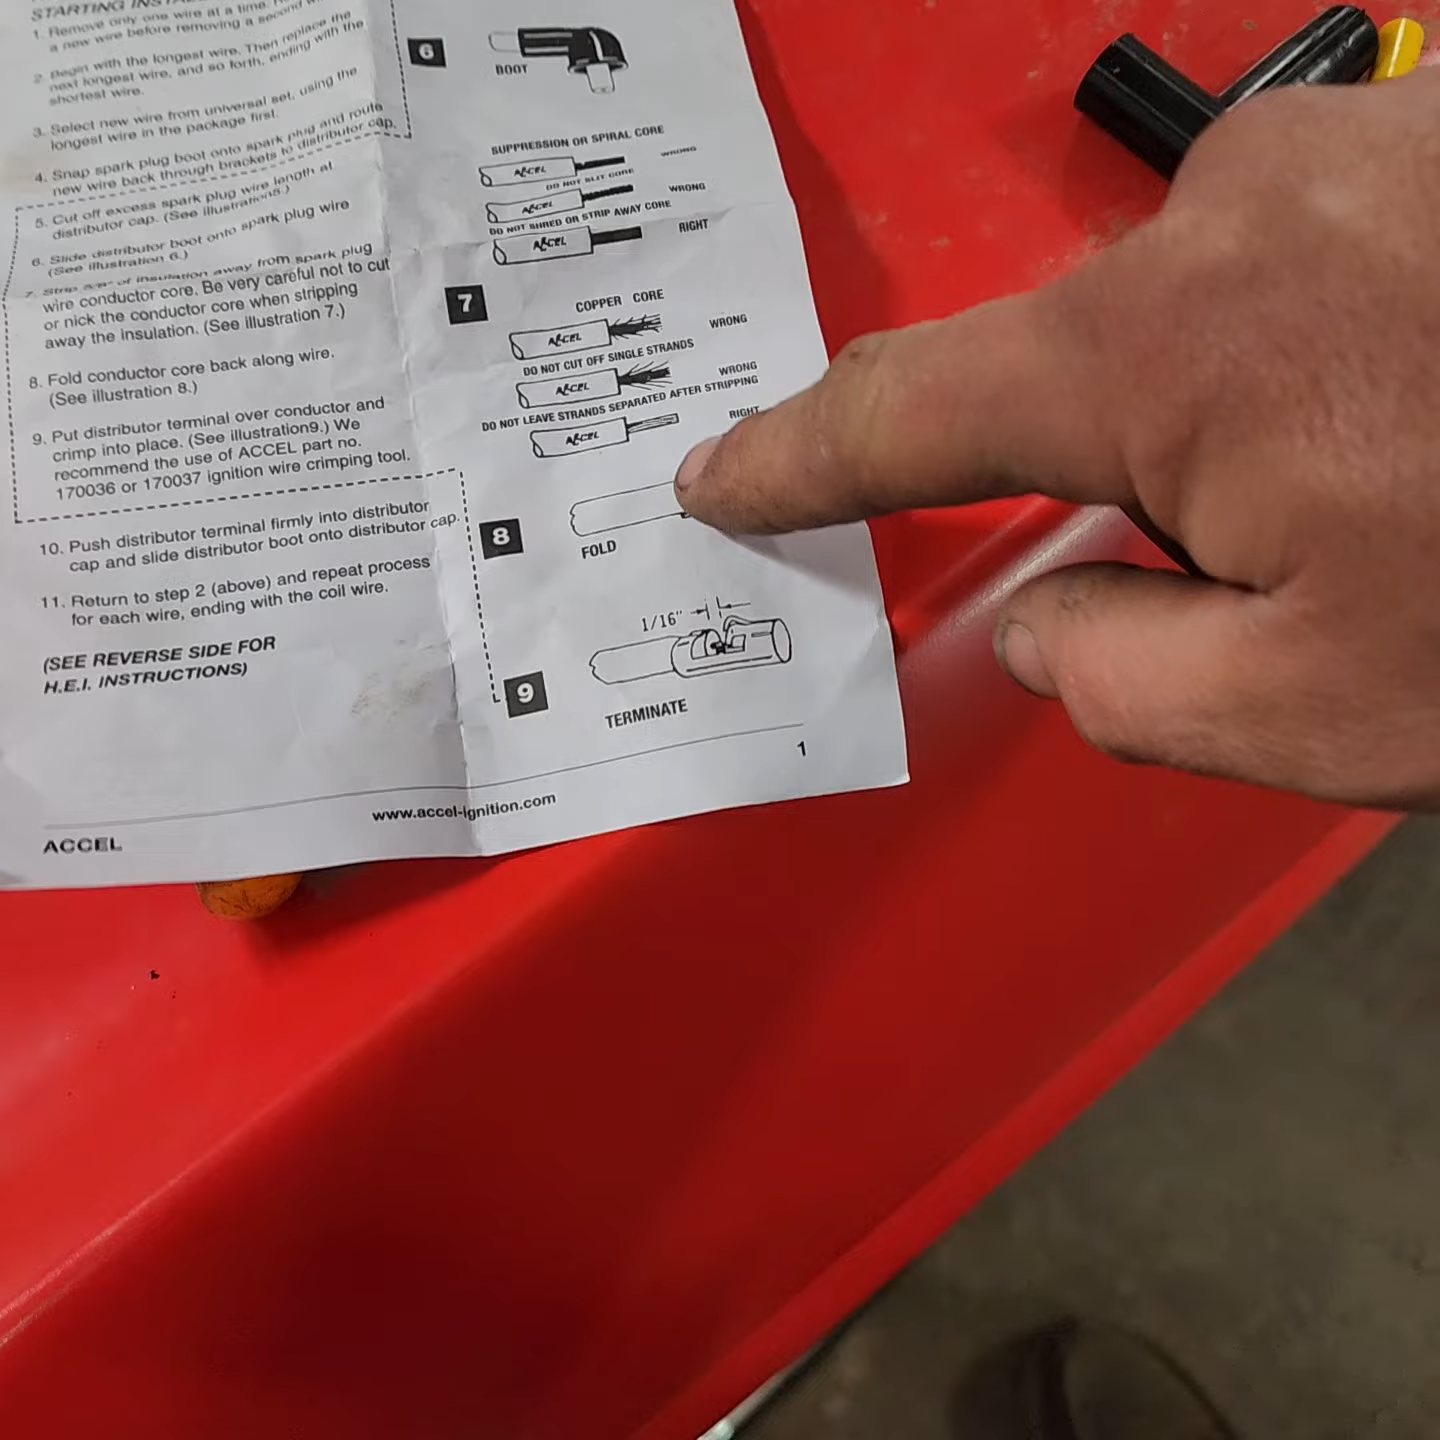 STARTING
1. Remove only one wire at a time.
a new wire before removing a second
2. Begin with the longest wire. Then replace the
next longest wire, and so forth, ending with the
shortest wire.
3. Select new wire from universal set, using the
longest wire in the package first.
4. Snap spark plug boot onto spark plug and route
new wire back through brackets to distributor cap.
5. Cut off excess spark plug wire length at
distributor cap. (See illustration5.)
6. Slide distributor boot onto spark plug wire
(See illustration 6.)
7. Strip of insulation away from spark plug
wire conductor core. Be very careful not to cut
or nick the conductor core when stripping
away the insulation. (See illustration 7.)
8. Fold conductor core back along wire.
(See illustration 8.)
9. Put distributor terminal over conductor and
crimp into place. (See illustration9.) We
recommend the use of ACCEL part no.
170036 or 170037 ignition wire crimping tool.
10. Push distributor terminal firmly into distributor
cap and slide distributor boot onto distributor cap.
11. Return to step 2 (above) and repeat process
for each wire, ending with the coil wire.
(SEE REVERSE SIDE FOR
H.E.I. INSTRUCTIONS)
6
BOOT
SUPPRESSION OR SPIRAL CORE
ACCEL WRONG
DO NOT SLIT CORE
ACCEL WRONG
DO NOT SHRED OR STRIP AWAY CORE
ACCEL RIGHT
7
COPPER CORE
ACCEL WRONG
DO NOT CUT OFF SINGLE STRANDS
ACCEL WRONG
DO NOT LEAVE STRANDS SEPARATED AFTER STRIPPING
ACCEL RIGHT
8
FOLD
1/16"
9
TERMINATE
1
www.accel-ignition.com
ACCEL